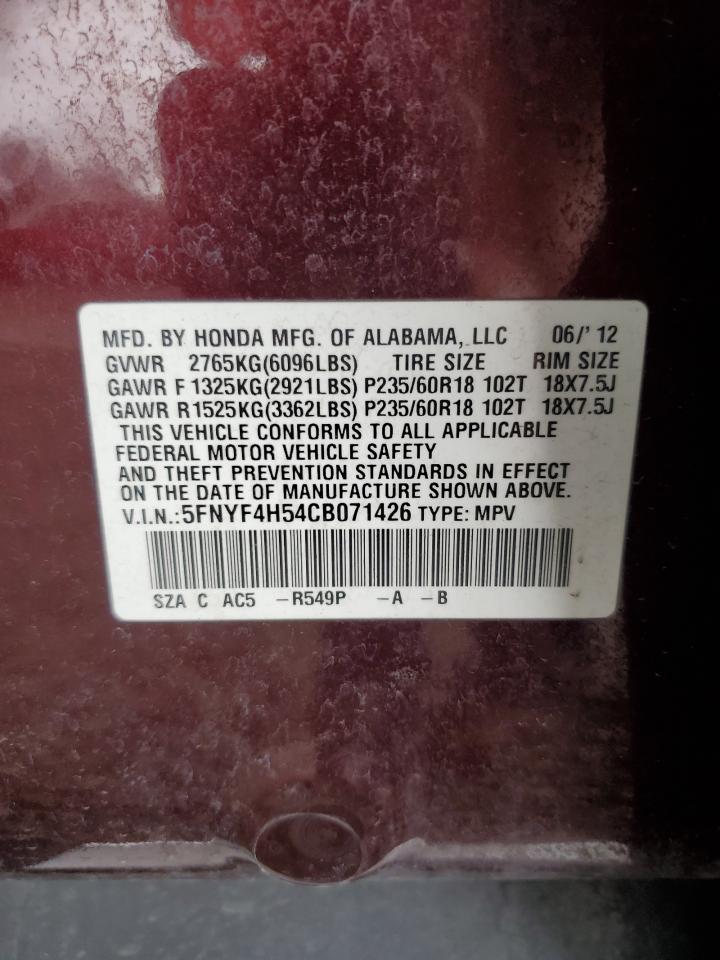 MFD. BY HONDA MFG. OF ALABAMA, LLC 06/'12
GVWR 2765KG(6096LBS) TIRE SIZE RIM SIZE
GAWR F 1325KG(2921LBS) P235/60R18 102T 18X7.5J
GAWR R1525KG(3362LBS) P235/60R18 102T 18X7.5J
THIS VEHICLE CONFORMS TO ALL APPLICABLE
FEDERAL MOTOR VEHICLE SAFETY
AND THEFT PREVENTION STANDARDS IN EFFECT
ON THE DATE OF MANUFACTURE SHOWN ABOVE.
V.I.N.:5FNYF4H54CB071426 TYPE: MPV
SZA C AC5 -R549P -A -B